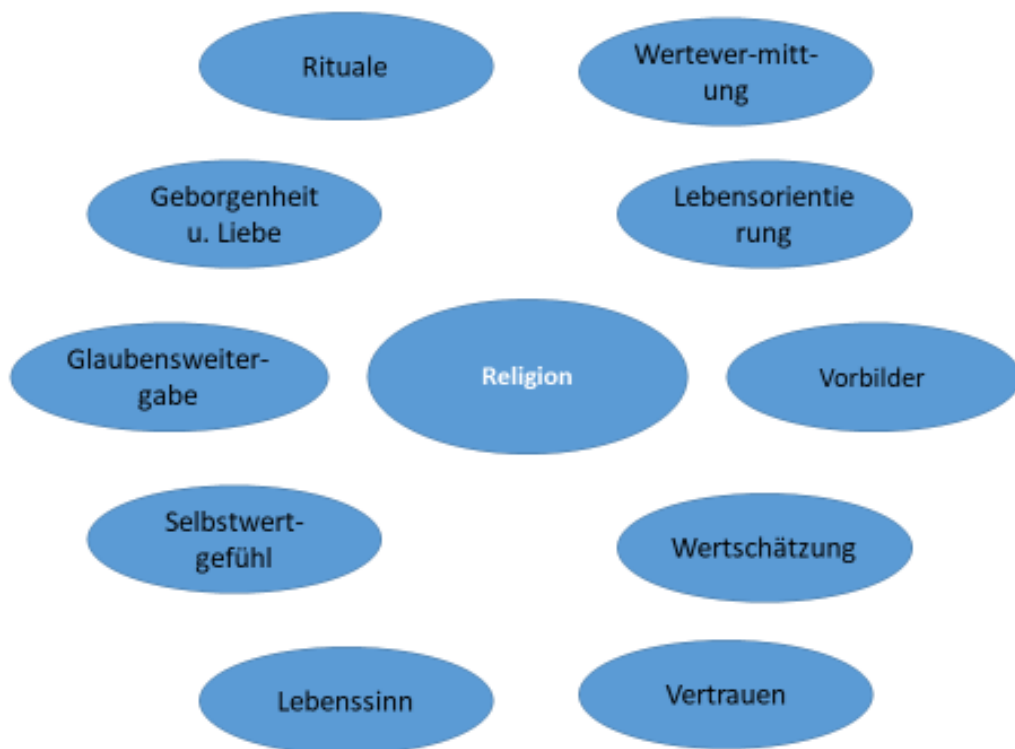 Rituale
Wertever-mitt-
ung
Geborgenheit
u. Liebe
Lebensorientie
rung
Glaubensweiter-
gabe
Religion
Vorbilder
Selbstwert-
gefühl
Wertschätzung
Lebenssinn
Vertrauen